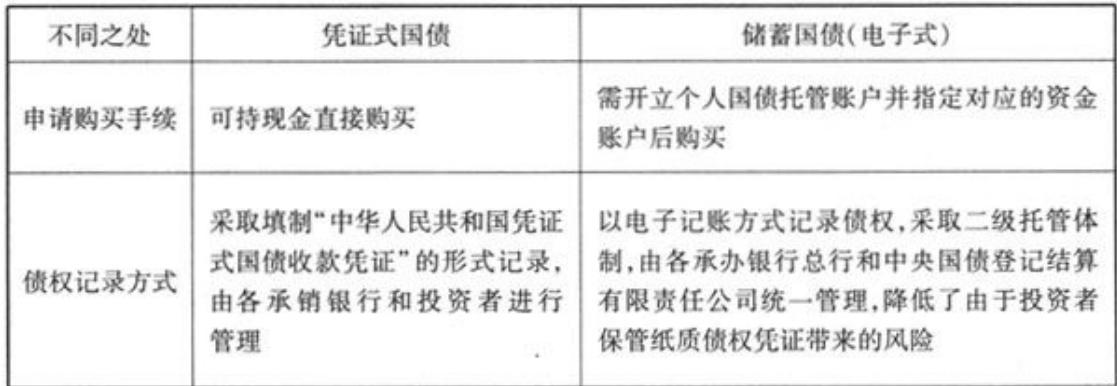 不同之处
凭证式国债
储蓄国债(电子式)
申请购买手续
可持现金直接购买
需开立个人国债托管账户并指定对应的资金
账户后购买
债权记录方式
采取填制“中华人民共和国凭证
式国债收款凭证”的形式记录,
由各承销银行和投资者进行
管理
以电子记账方式记录债权,采取二级托管体
制,由各承办银行总行和中央国债登记结算
有限责任公司统一管理,降低了由于投资者
保管纸质债权凭证带来的风险